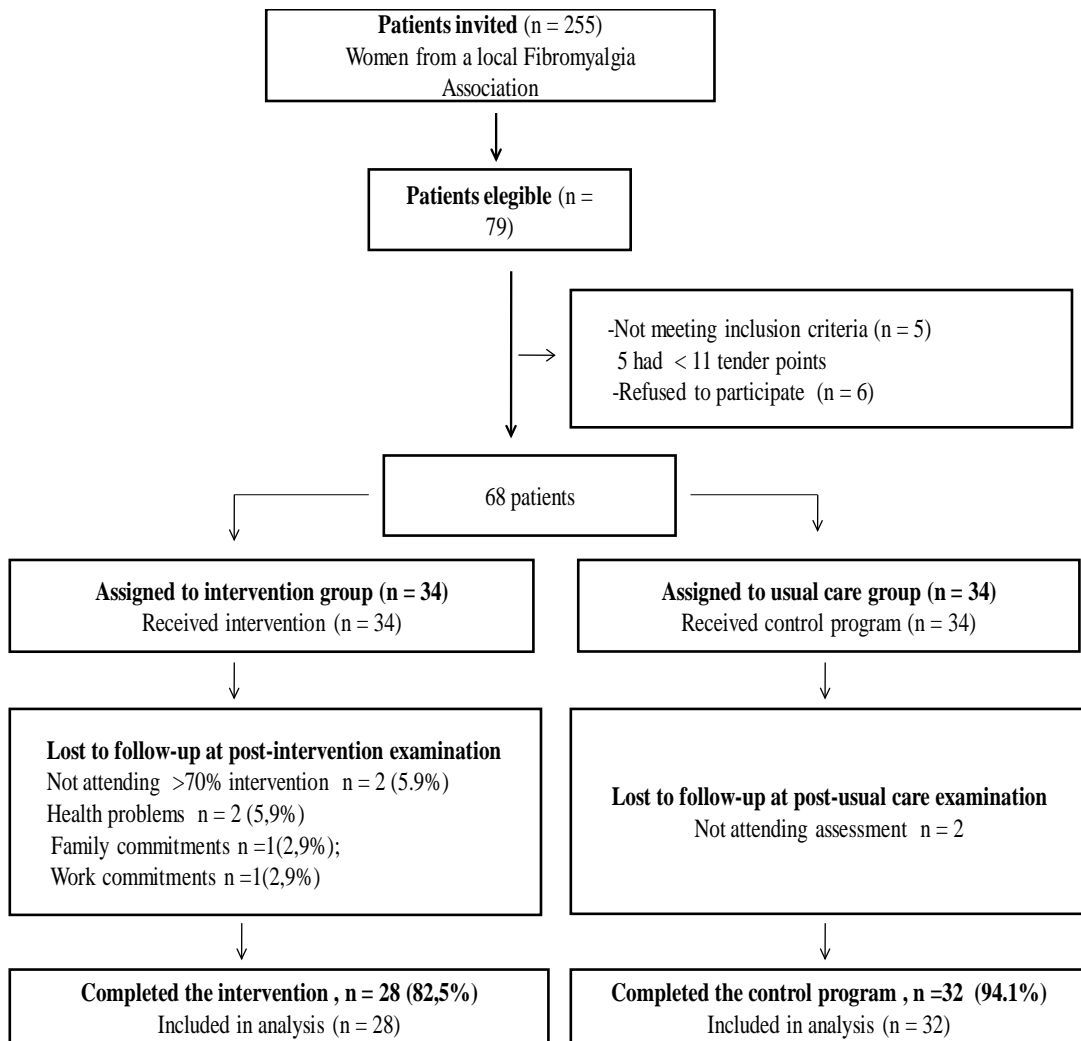 Patients invited (n = 255)
Women from a local Fibromyalgia
Association
Patients elegible (n =
79)
-Not meeting inclusion criteria (n = 5)
5 had < 11 tender points
-Refused to participate (n = 6)
68 patients
Assigned to intervention group (n = 34)
Received intervention (n = 34)
Assigned to usual care group (n = 34)
Received control program (n = 34)
Lost to follow-up at post-intervention examination
Not attending >70% intervention n = 2 (5.9%)
Health problems n = 2 (5,9%)
Family commitments n =1(2,9%);
Work commitments n =1(2,9%)
Lost to follow-up at post-usual care examination
Not attending assessment n = 2
Completed the intervention , n = 28 (82,5%)
Included in analysis (n = 28)
Completed the control program , n =32 (94.1%)
Included in analysis (n = 32)